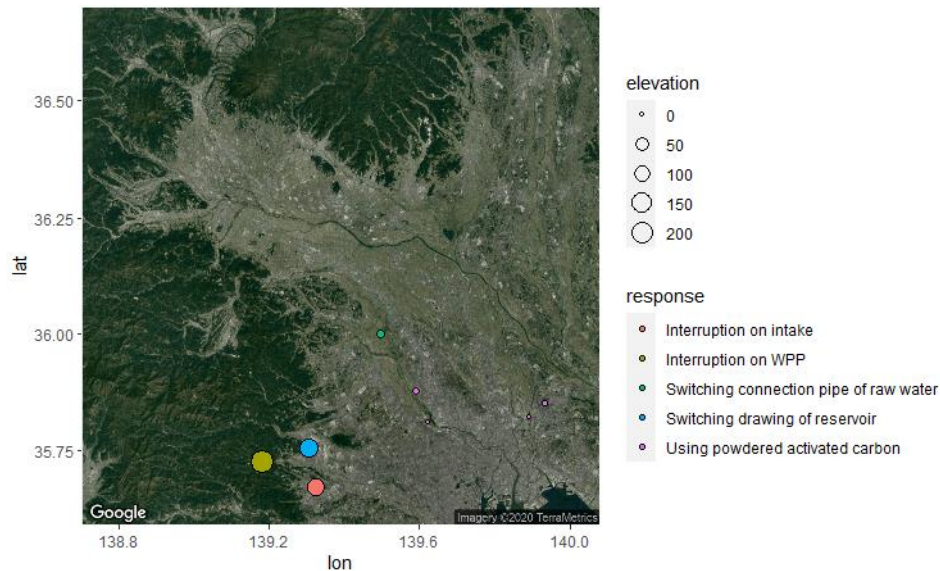 36.50
36.25
36.00
35.75
lat
138.8
139.2
139.6
140.0
lon
Google
Imagery ©2020 TerraMetrics
elevation
0
50
100
150
200
response
Interruption on intake
Interruption on WPP
Switching connection pipe of raw water
Switching drawing of reservoir
Using powdered activated carbon